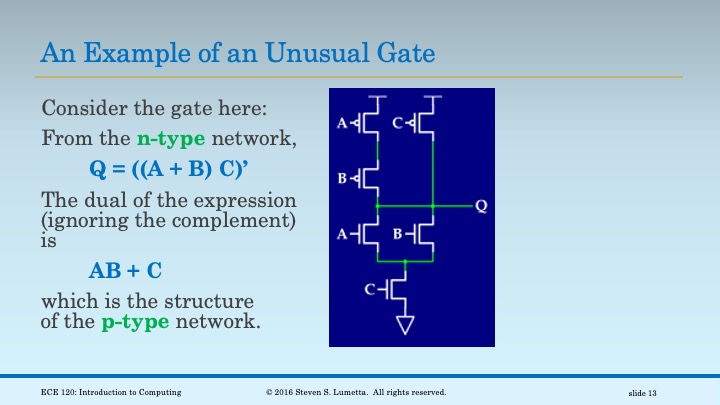 An Example of an Unusual Gate
Consider the gate here:
From the n-type network,
Q = ((A + B) C)’
The dual of the expression
(ignoring the complement)
is
AB + C
which is the structure
of the p-type network.
A
C
B
Q
A
B
C
ECE 120: Introduction to Computing
© 2016 Steven S. Lumetta. All rights reserved.
slide 13